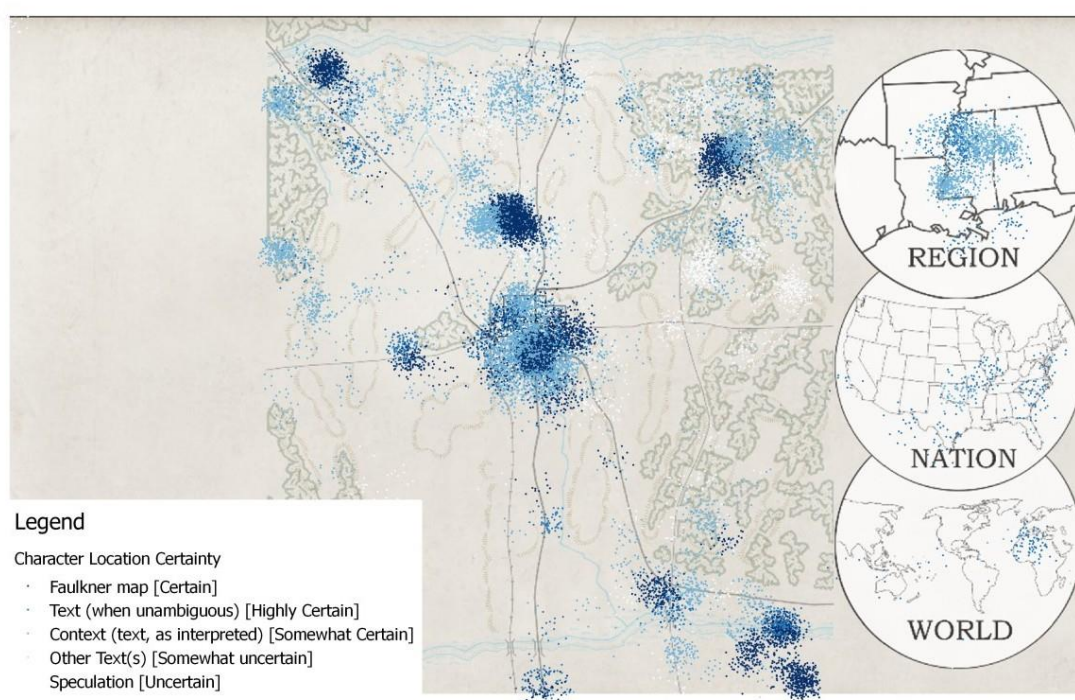 REGION
NATION
WORLD
Legend
Character Location Certainty
Faulkner map [Certain]
Text (when unambiguous) [Highly Certain]
Context (text, as interpreted) [Somewhat Certain]
Other Text(s) [Somewhat uncertain]
Speculation [Uncertain]